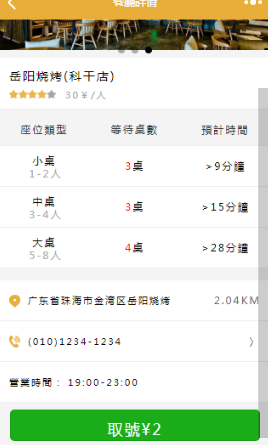 餐廳詳情
岳阳烧烤(科干店)
30¥/人
座位類型 等待桌數 預計時間
小桌 3桌 >9分鐘
1-2人
中桌 3桌 >15分鐘
3-4人
大桌 4桌 >28分鐘
5-8人
广东省珠海市金湾区岳阳烧烤 2.04KM
(010)1234-1234
營業時間： 19:00-23:00
取號¥2